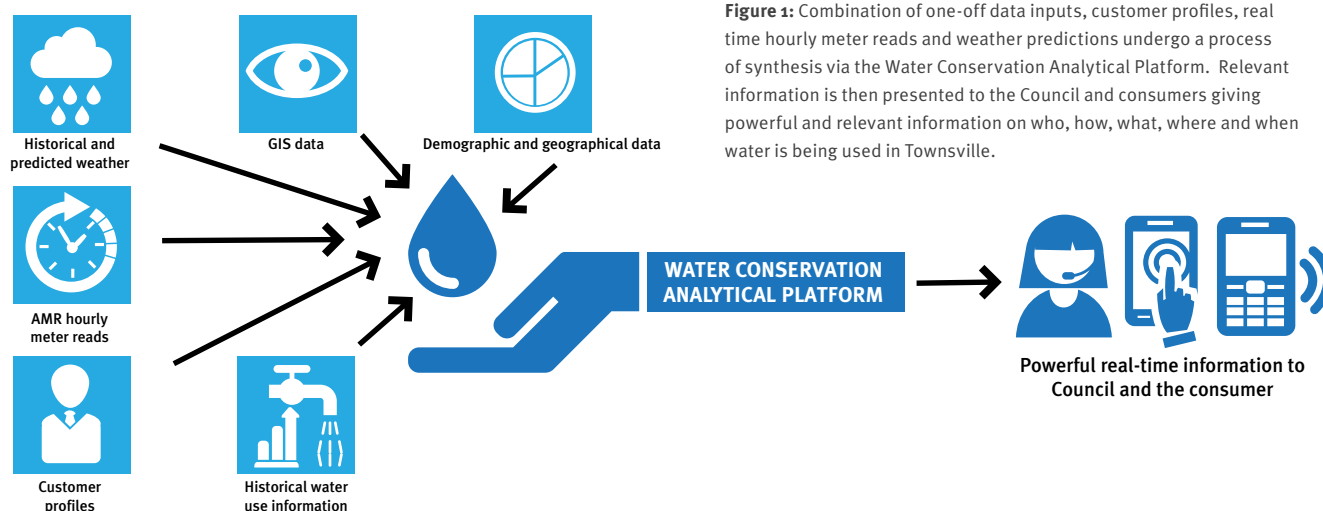 Figure 1: Combination of one-off data inputs, customer profiles, real
time hourly meter reads and weather predictions undergo a process
of synthesis via the Water Conservation Analytical Platform.  Relevant
information is then presented to the Council and consumers giving
powerful and relevant information on who, how, what, where and when
water is being used in Townsville.
Historical and
predicted weather
GIS data
Demographic and geographical data
AMR hourly
meter reads
WATER CONSERVATION
ANALYTICAL PLATFORM
Powerful real-time information to
Council and the consumer
Customer
profiles
Historical water
use information